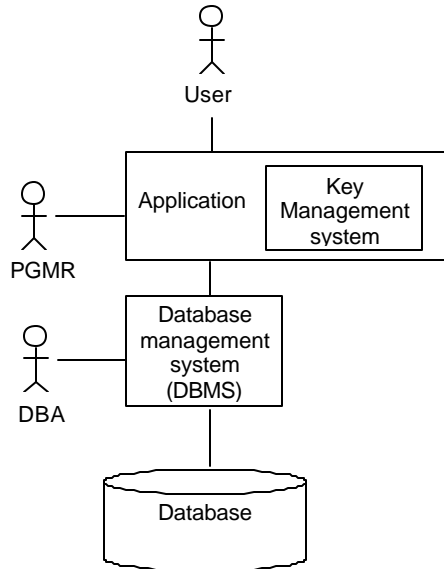 User
Application
Key
Management
system
PGMR
Database
management
system
(DBMS)
DBA
Database